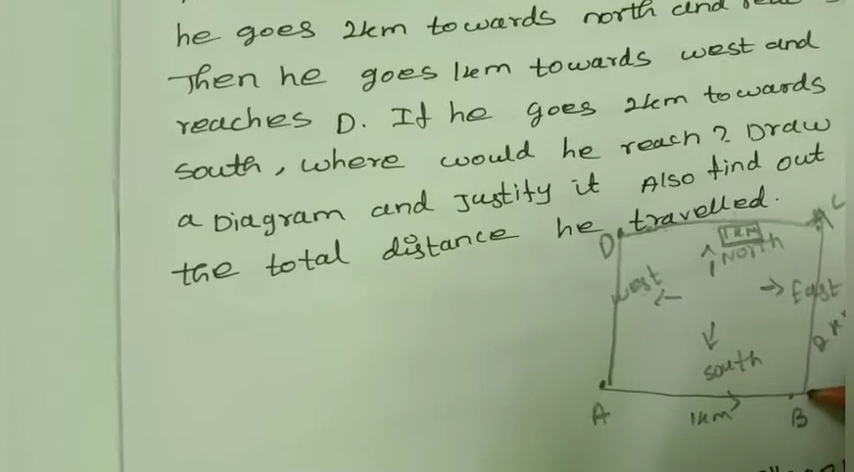 he goes 2km towards north and
Then he goes 1km towards west and
reaches D. If he goes 2km towards
south, where would he reach? Draw
a Diagram and Justify it Also find out
the total distance he travelled.
C
D
1km
North
west
East
2
south
A
1km
B